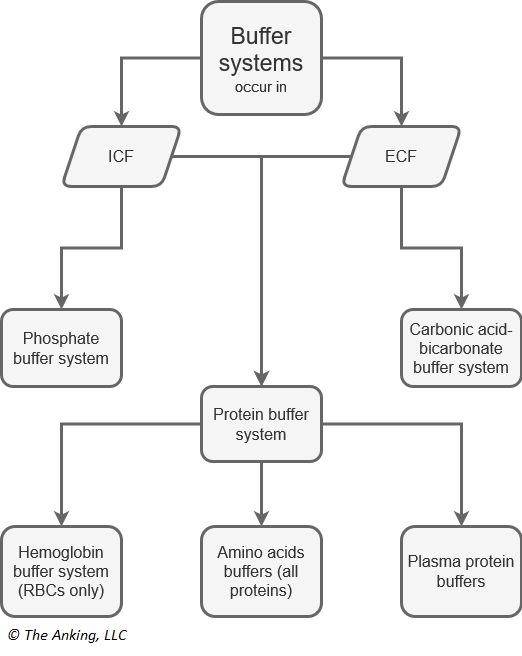 Buffer
systems
occur in
ICF
ECF
Phosphate
buffer system
Carbonic acid-
bicarbonate
buffer system
Protein buffer
system
Hemoglobin
buffer system
(RBCs only)
Amino acids
buffers (all
proteins)
Plasma protein
buffers
© The Anking, LLC